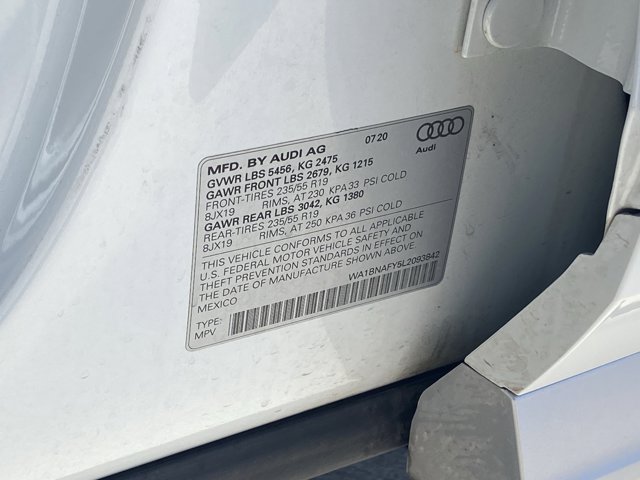 MFD. BY AUDI AG 0720
GVWR LBS 5456, KG 2475
GAWR FRONT LBS 2679, KG 1215
FRONT-TIRES 235/55 R19
8JX19 RIMS, AT 230 KPA 33 PSI COLD
GAWR REAR LBS 3042, KG 1380
REAR-TIRES 235/55 R19
8JX19 RIMS, AT 250 KPA 36 PSI COLD
THIS VEHICLE CONFORMS TO ALL APPLICABLE
U.S. FEDERAL MOTOR VEHICLE SAFETY AND
THEFT PREVENTION STANDARDS IN EFFECT ON
THE DATE OF MANUFACTURE SHOWN ABOVE.
MEXICO WA1BNAFY5L2093842
TYPE:
MPV
Audi